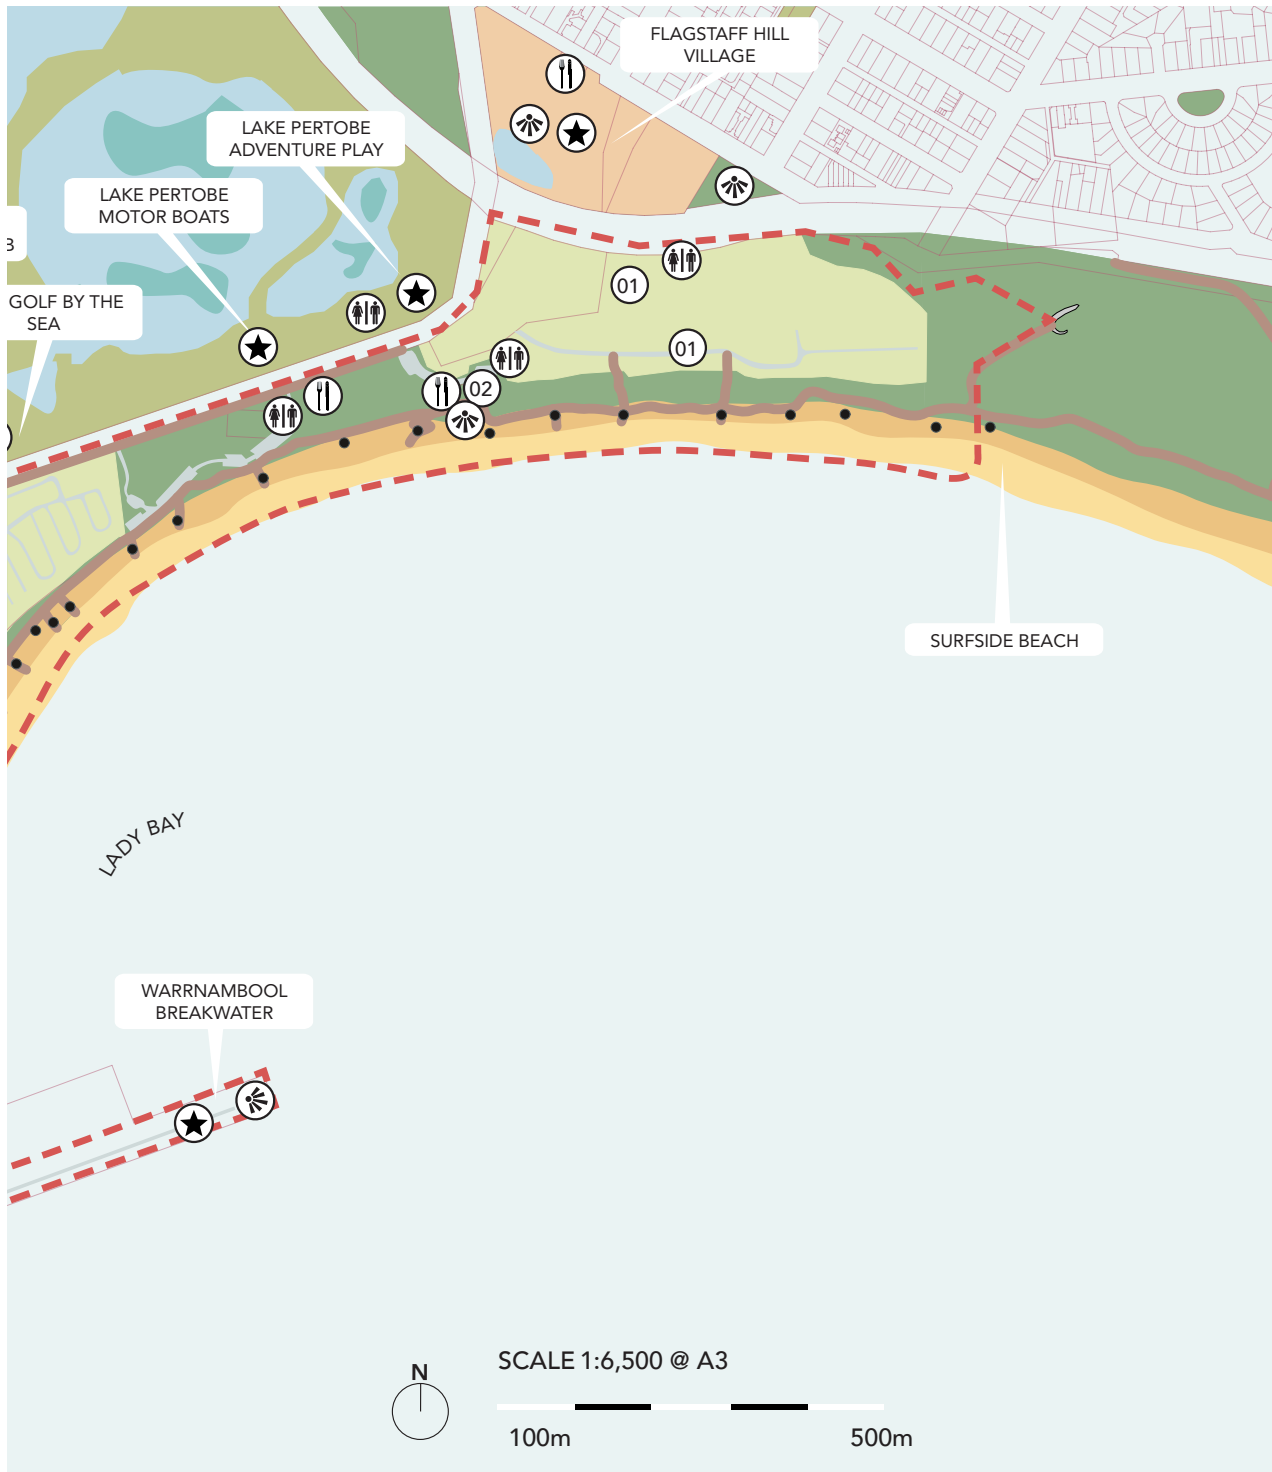 FLAGSTAFF HILL
VILLAGE
LAKE PERTOBE
ADVENTURE PLAY
LAKE PERTOBE
MOTOR BOATS
B
GOLF BY THE
SEA
01
01
02
SURFSIDE BEACH
LADY BAY
WARRNAMBOOL
BREAKWATER
N
SCALE 1:6,500 @ A3
100m
500m